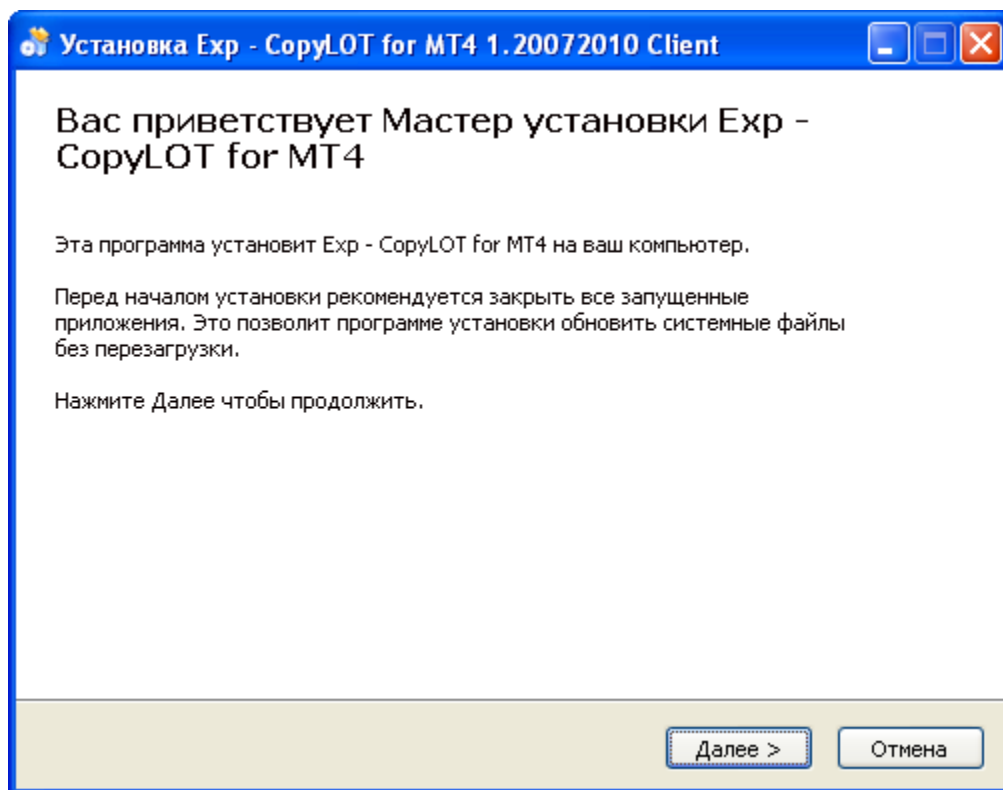 Установка Exp - CopyLOT for MT4 1.20072010 Client
Вас приветствует Мастер установки Exp -
CopyLOT for MT4
Эта программа установит Exp - CopyLOT for MT4 на ваш компьютер.
Перед началом установки рекомендуется закрыть все запущенные
приложения. Это позволит программе установки обновить системные файлы
без перезагрузки.
Нажмите Далее чтобы продолжить.
Далее >
Отмена